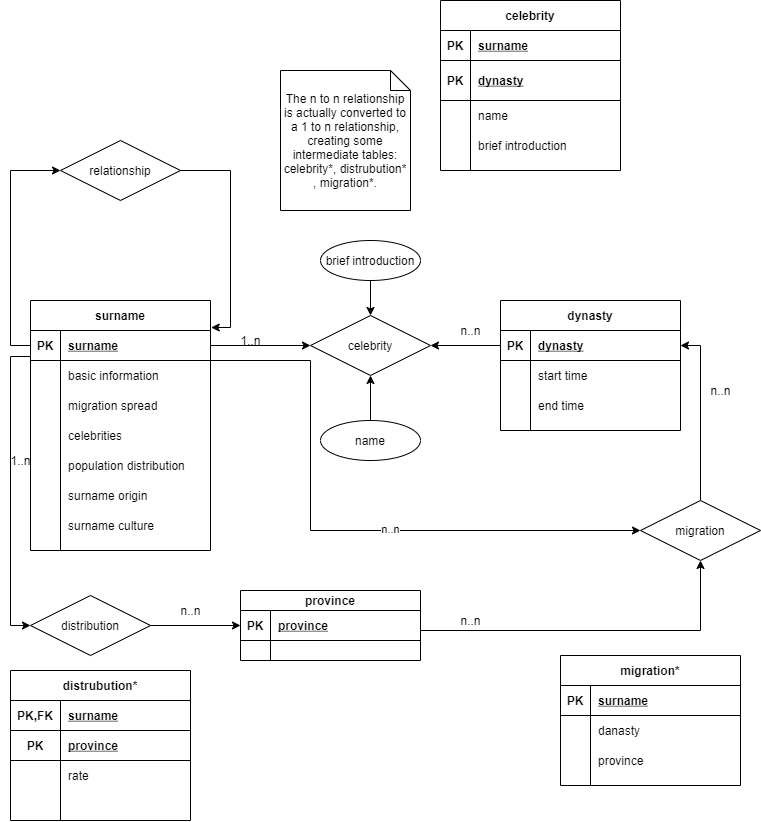 celebrity
PK surname
PK dynasty
name
brief introduction
The n to n relationship
is actually converted to
a 1 to n relationship,
creating some
intermediate tables:
celebrity*, distrubution*
, migration*.
relationship
brief introduction
surname
PK surname
basic information
migration spread
celebrities
population distribution
surname origin
surname culture
1..n
celebrity
n..n
dynasty
PK dynasty
start time
end time
n..n
name
1..n
n..n
migration
distribution
n..n
province
PK province
n..n
distrubution*
PK,FK surname
PK province
rate
migration*
PK surname
danasty
province